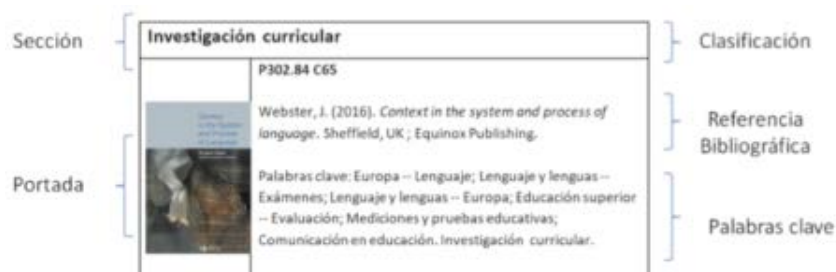 Sección
Investigación curricular
Clasificación
P302.84 C65
Webster, J. (2016). Context in the system and process of
language. Sheffield, UK ; Equinox Publishing.
Referencia
Bibliográfica
Portada
Palabras clave: Europa -- Lenguaje; Lenguaje y lenguas --
Exámenes; Lenguaje y lenguas -- Europa; Educación superior
-- Evaluación; Mediciones y pruebas educativas;
Comunicación en educación. Investigación curricular.
Palabras clave